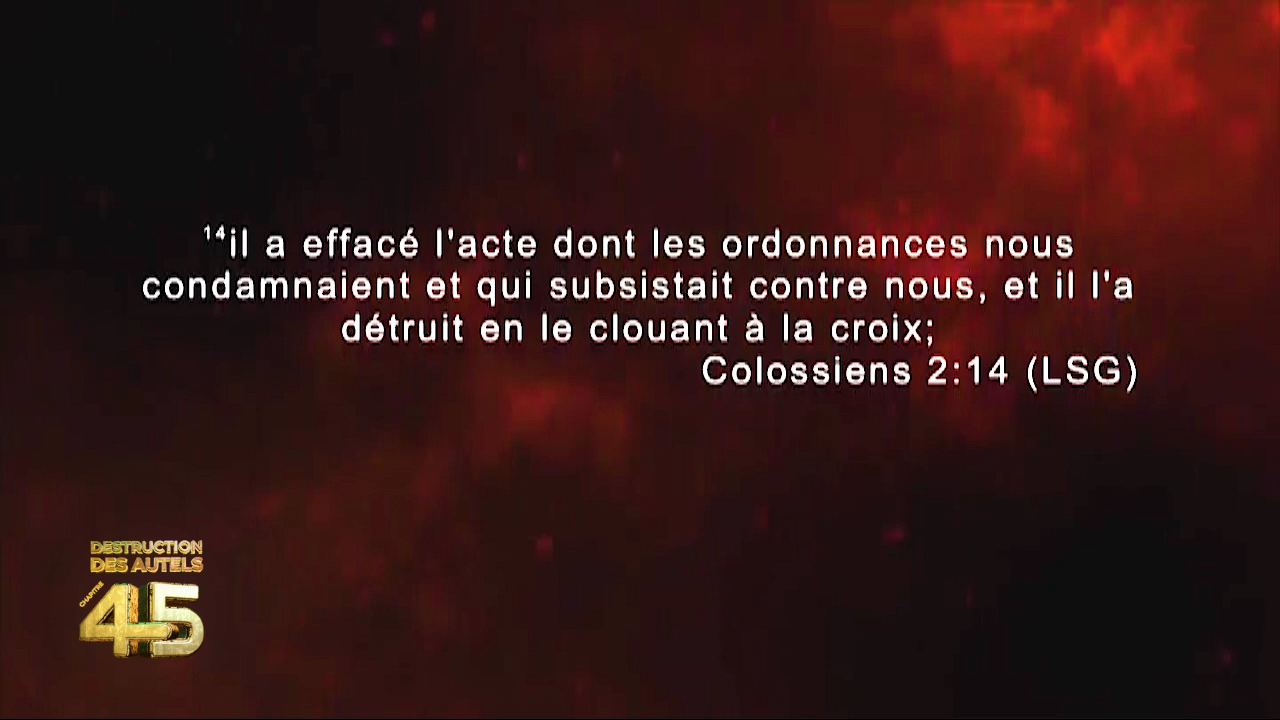 14il a effacé l'acte dont les ordonnances nous
condamnaient et qui subsistait contre nous, et il l'a
détruit en le clouant à la croix;
Colossiens 2:14 (LSG)
DESTRUCTION
DES AUTELS
CHAPITRE
45